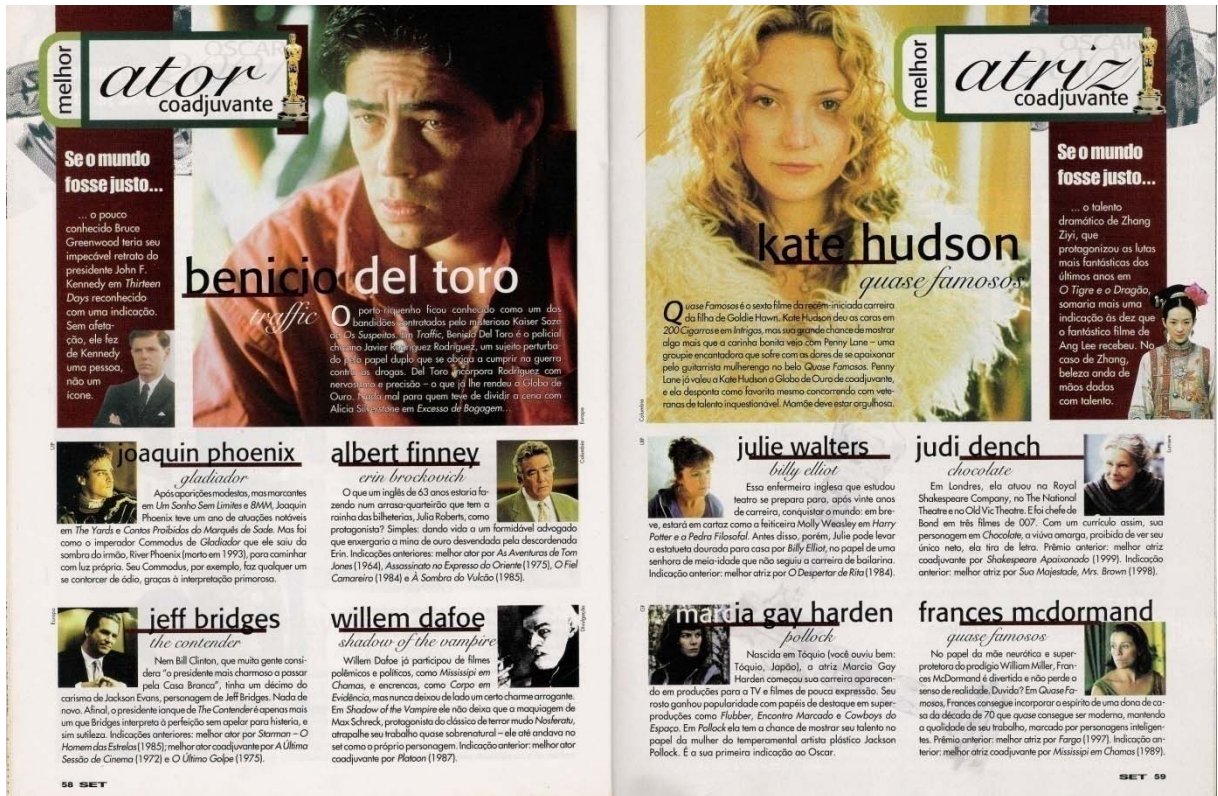 melhor
ator
coadjuvante
OSCAR
Se o mundo
fosse justo...
... o pouco
conhecido Bruce
Greenwood teria seu
impecável retrato do
presidente John F.
Kennedy em Thirteen
Days reconhecido
com uma indicação.
Sem afeta-
ção, ele fez
de Kennedy
uma pessoa,
não um
ícone.
benicio del toro
traffic
O porto-riquenho ficou conhecido como um dos
bandidões contratados pelo misterioso Kaiser Soze
de Os Suspeitos. Em Traffic, Benicio Del Toro é o policial
chicano Javier Rodríguez Rodríguez, um sujeito perturba-
do pelo papel duplo que se obriga a cumprir na guerra
contra as drogas. Del Toro incorpora Rodríguez com
nervosismo e precisão – o que já lhe rendeu o Globo de
Ouro. Nada mal para quem teve de dividir a cena com
Alicia Silverstone em Excesso de Bagagem...
Europa
UIP
joaquin phoenix
gladiador
Após aparições modestas, mas marcantes
em Um Sonho Sem Limites e 8MM, Joaquin
Phoenix teve um ano de atuações notáveis
em The Yards e Contos Proibidos do Marquês de Sade. Mas foi
como o imperador Commodus de Gladiador que ele saiu da
sombra do irmão, River Phoenix (morto em 1993), para caminhar
com luz própria. Seu Commodus, por exemplo, faz qualquer um
se contorcer de ódio, graças à interpretação primorosa.
albert finney
erin brochovich
Columbia
O que um inglês de 63 anos estaria fa-
zendo num arrasa-quarteirão que tem a
rainha das bilheterias, Julia Roberts, como
protagonista? Simples: dando vida a um formidável advogado
que enxergaria a mina de ouro desvendada pela descordenada
Erin. Indicações anteriores: melhor ator por As Aventuras de Tom
Jones (1964), Assassinato no Expresso do Oriente (1975), O Fiel
Camareiro (1984) e À Sombra do Vulcão (1985).
Europa
jeff bridges
the contender
Nem Bill Clinton, que muita gente consi-
dera "o presidente mais charmoso a passar
pela Casa Branca", tinha um décimo do
carisma de Jackson Evans, personagem de Jeff Bridges. Nada de
novo. Afinal, o presidente ianque de The Contender é apenas mais
um que Bridges interpreta à perfeição sem apelar para histeria, e
sim sutileza. Indicações anteriores: melhor ator por Starman – O
Homem das Estrelas (1985); melhor ator coadjuvante por A Última
Sessão de Cinema (1972) e O Último Golpe (1975).
willem dafoe
shadow of the vampire
Divulgação
Willem Dafoe já participou de filmes
polêmicos e políticos, como Mississipi em
Chamas, e encrencas, como Corpo em
Evidência, mas nunca deixou de lado um certo charme arrogante.
Em Shadow of the Vampire ele não deixa que a maquiagem de
Max Schreck, protagonista do clássico de terror mudo Nosferatu,
atrapalhe seu trabalho quase sobrenatural – ele até andava no
set como o próprio personagem. Indicação anterior: melhor ator
coadjuvante por Platoon (1987).
58 SET
melhor
atriz
coadjuvante
OSCAR
Se o mundo
fosse justo...
... o talento
dramático de Zhang
Ziyi, que
protagonizou as lutas
mais fantásticas dos
últimos anos em
O Tigre e o Dragão,
somaria mais uma
indicação às dez que
o fantástico filme de
Ang Lee recebeu. No
caso de Zhang,
beleza anda de
mãos dadas
com talento.
kate hudson
quase famosos
Quase Famosos é o sexto filme da recém-iniciada carreira
da filha de Goldie Hawn. Kate Hudson deu as caras em
200 Cigarros e em Intrigas, mas sua grande chance de mostrar
algo mais que a carinha bonita veio com Penny Lane – uma
groupie encantadora que sofre com as dores de se apaixonar
pelo guitarrista mulherengo no belo Quase Famosos. Penny
Lane já valeu a Kate Hudson o Globo de Ouro de coadjuvante,
e ela desponta como favorita mesmo concorrendo com vete-
ranas de talento inquestionável. Mamãe deve estar orgulhosa.
Columbia
UIP
julie walters
billy elliot
Essa enfermeira inglesa que estudou
teatro se prepara para, após vinte anos
de carreira, conquistar o mundo: em bre-
ve, estará em cartaz como a feiticeira Molly Weasley em Harry
Potter e a Pedra Filosofal. Antes disso, porém, Julie pode levar
a estatueta dourada para casa por Billy Elliot, no papel de uma
senhora de meia-idade que não seguiu a carreira de bailarina.
Indicação anterior: melhor atriz por O Despertar de Rita (1984).
judi dench
chocolate
Lumière
Em Londres, ela atuou na Royal
Shakespeare Company, no The National
Theatre e no Old Vic Theatre. E foi chefe de
Bond em três filmes de 007. Com um currículo assim, sua
personagem em Chocolate, a viúva amarga, proibida de ver seu
único neto, ela tira de letra. Prêmio anterior: melhor atriz
coadjuvante por Shakespeare Apaixonado (1999). Indicação
anterior: melhor atriz por Sua Majestade, Mrs. Brown (1998).
marcia gay harden
pollock
Nascida em Tóquio (você ouviu bem:
Tóquio, Japão), a atriz Marcia Gay
Harden começou sua carreira aparecen-
do em produções para a TV e filmes de pouca expressão. Seu
rosto ganhou popularidade com papéis de destaque em super-
produções como Flubber, Encontro Marcado e Cowboys do
Espaço. Em Pollock ela tem a chance de mostrar seu talento no
papel da mulher do temperamental artista plástico Jackson
Pollock. É a sua primeira indicação ao Oscar.
frances mcdormand
quase famosos
No papel da mãe neurótica e super-
protetora do prodígio William Miller, Fran-
ces McDormand é divertida e não perde o
senso de realidade. Duvida? Em Quase Fa-
mosos, Frances consegue incorporar o espírito de uma dona de ca-
sa da década de 70 que quase consegue ser moderna, mantendo
a qualidade de seu trabalho, marcado por personagens inteligen-
tes. Prêmio anterior: melhor atriz por Fargo (1997). Indicação an-
terior: melhor atriz coadjuvante por Mississipi em Chamas (1989).
SET 59